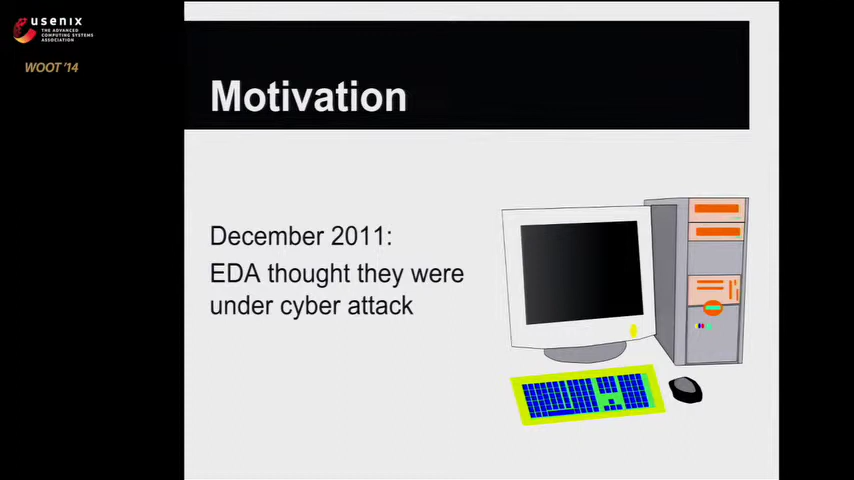 usenix
THE ADVANCED
COMPUTING SYSTEMS
ASSOCIATION
WOOT '14
Motivation
December 2011:
EDA thought they were
under cyber attack